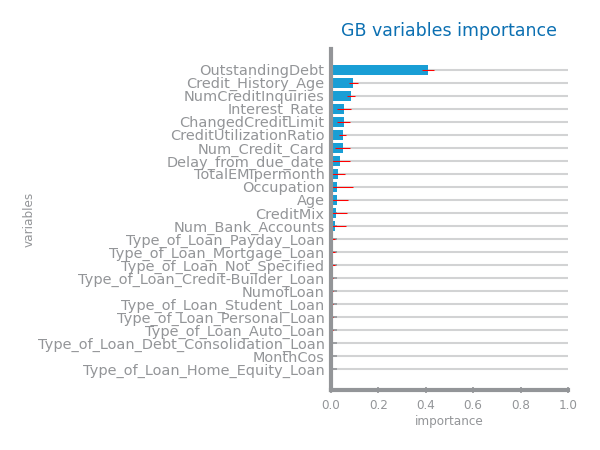 GB variables importance
OutstandingDebt
Credit_History_Age
NumCreditInquiries
Interest_Rate
ChangedCreditLimit
CreditUtilizationRatio
Num_Credit_Card
Delay_from_due_date
TotalEMIpermonth
Occupation
Age
CreditMix
Num_Bank_Accounts
Type_of_Loan_Payday_Loan
Type_of_Loan_Mortgage_Loan
Type_of_Loan_Not_Specified
Type_of_Loan_Credit-Builder_Loan
NumofLoan
Type_of_Loan_Student_Loan
Type_of_Loan_Personal_Loan
Type_of_Loan_Auto_Loan
Type_of_Loan_Debt_Consolidation_Loan
MonthCos
Type_of_Loan_Home_Equity_Loan
variables
0.0 0.2 0.4 0.6 0.8 1.0
importance